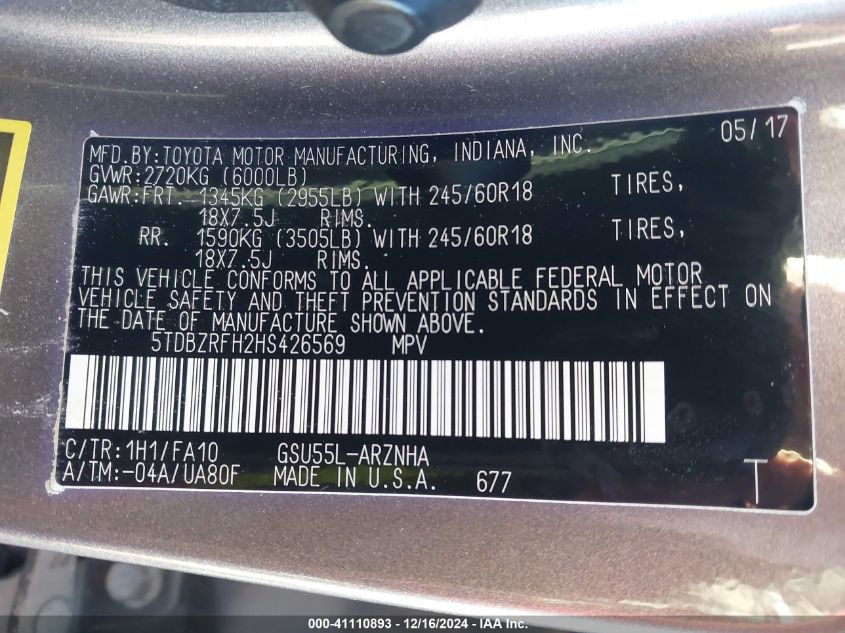 05/17
MFD.BY:TOYOTA MOTOR MANUFACTURING, INDIANA, INC.
GVWR:2720KG (6000LB)
GAWR:FRT. 1345KG (2955LB) WITH 245/60R18 TIRES,
18X7.5J RIMS.
RR. 1590KG (3505LB) WITH 245/60R18 TIRES,
18X7.5J RIMS.
THIS VEHICLE CONFORMS TO ALL APPLICABLE FEDERAL MOTOR
VEHICLE SAFETY AND THEFT PREVENTION STANDARDS IN EFFECT ON
THE DATE OF MANUFACTURE SHOWN ABOVE.
5TDBZRFH2HS426569 MPV
C/TR:1H1/FA10 GSU55L-ARZNHA
A/TM:-04A/UA80F MADE IN U.S.A. 677
T
000-41110893 - 12/16/2024 - IAA Inc.